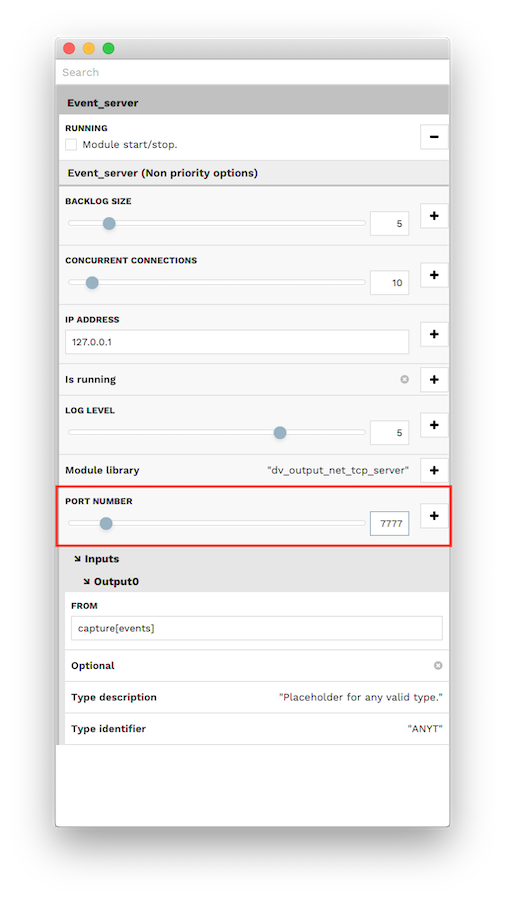 Search
Event_server
RUNNING
Module start/stop.
Event_server (Non priority options)
BACKLOG SIZE
5
CONCURRENT CONNECTIONS
10
IP ADDRESS
127.0.0.1
Is running
LOG LEVEL
5
Module library "dv_output_net_tcp_server"
PORT NUMBER
7777
Inputs
Output0
FROM
capture[events]
Optional
Type description "Placeholder for any valid type."
Type identifier "ANYT"